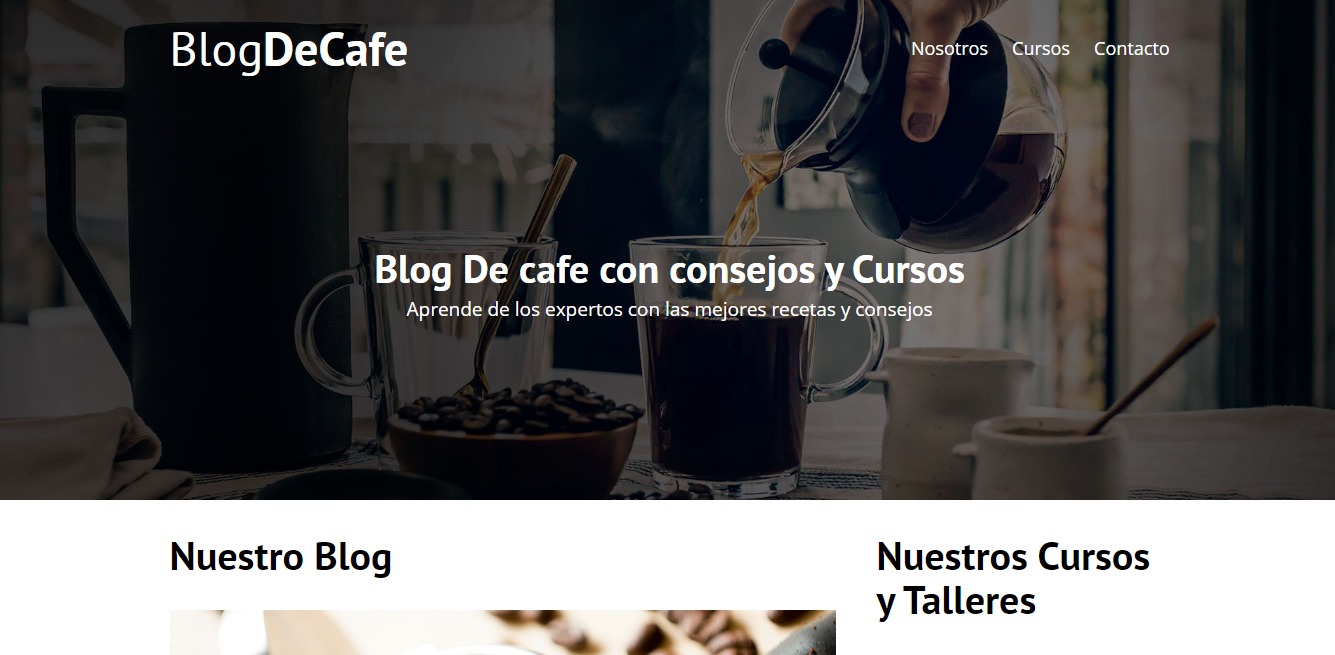 BlogDeCafe
Nosotros Cursos Contacto
Blog De cafe con consejos y Cursos
Aprende de los expertos con las mejores recetas y consejos
Nuestro Blog
Nuestros Cursos
y Talleres